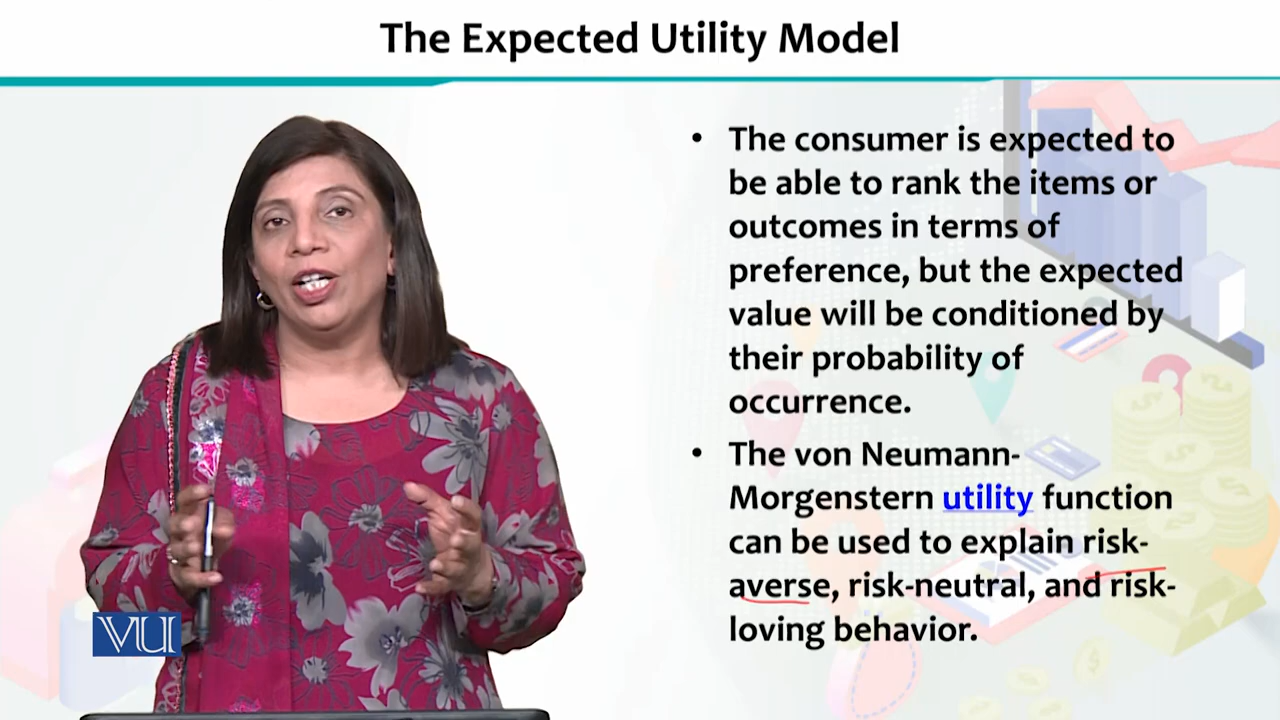 The Expected Utility Model
• The consumer is expected to
be able to rank the items or
outcomes in terms of
preference, but the expected
value will be conditioned by
their probability of
occurrence.
• The von Neumann-
Morgenstern utility function
can be used to explain risk-
averse, risk-neutral, and risk-
loving behavior.
VU